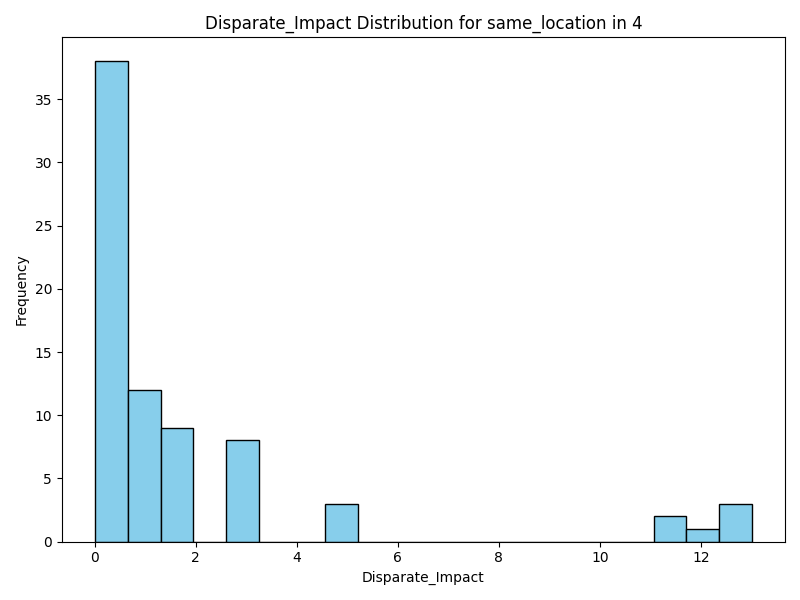 Disparate_Impact Distribution for same_location in 4
Frequency
35
30
25
20
15
10
5
0
0 2 4 6 8 10 12
Disparate_Impact